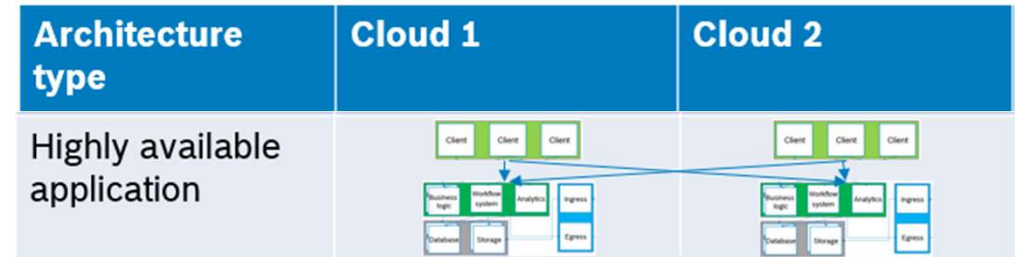 Architecture
type
Cloud 1
Cloud 2
Highly available
application
Client Client Client
Business
logic
Workflow
system
Analytics
Ingress
Database
Storage
Egress
Client Client Client
Business
logic
Workflow
system
Analytics
Ingress
Database
Storage
Egress